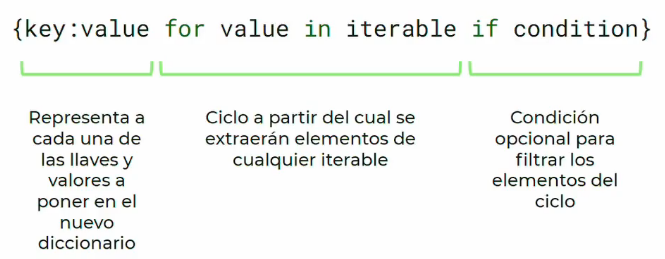 {key:value for value in iterable if condition}
Representa a
cada una de
las llaves y
valores a
poner en el
nuevo
diccionario
Ciclo a partir del cual se
extraerán elementos de
cualquier iterable
Condición
opcional para
filtrar los
elementos del
ciclo